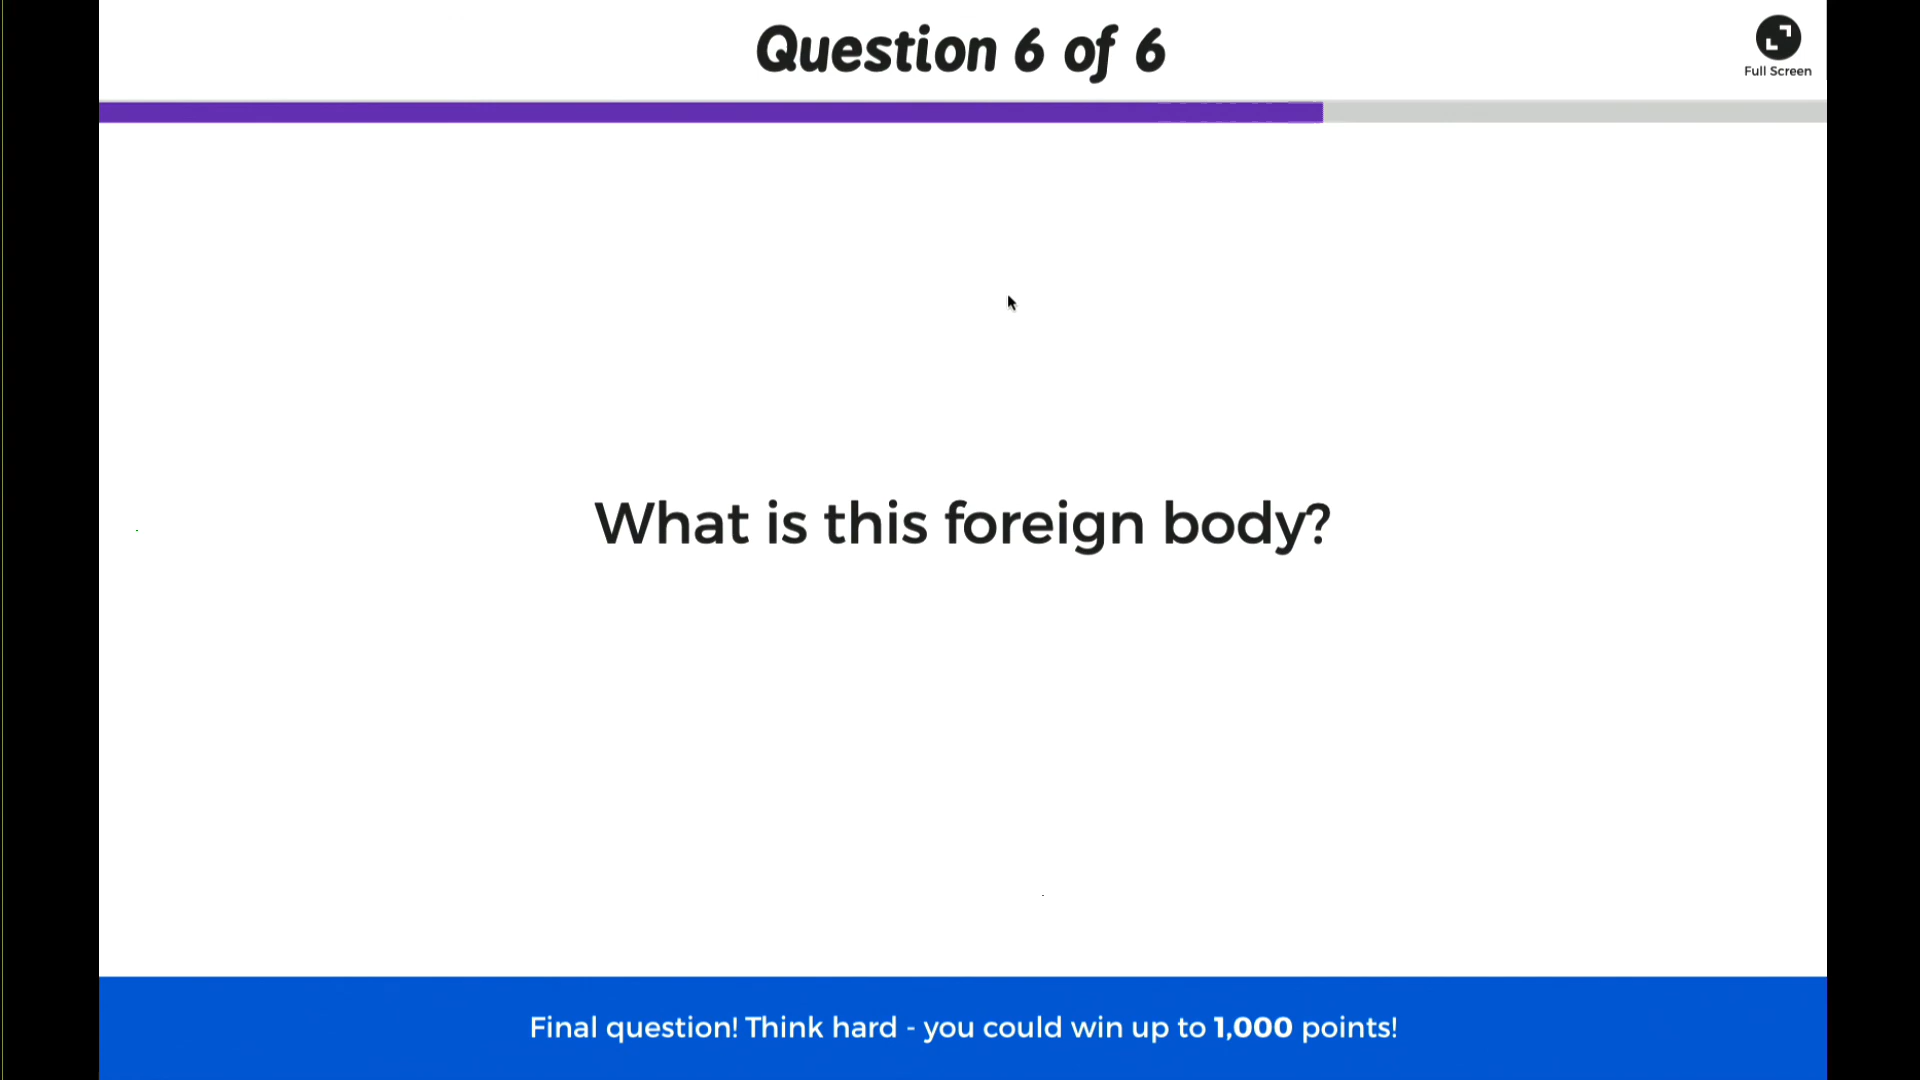 Question 6 of 6
Full Screen
What is this foreign body?
Final question! Think hard - you could win up to 1,000 points!